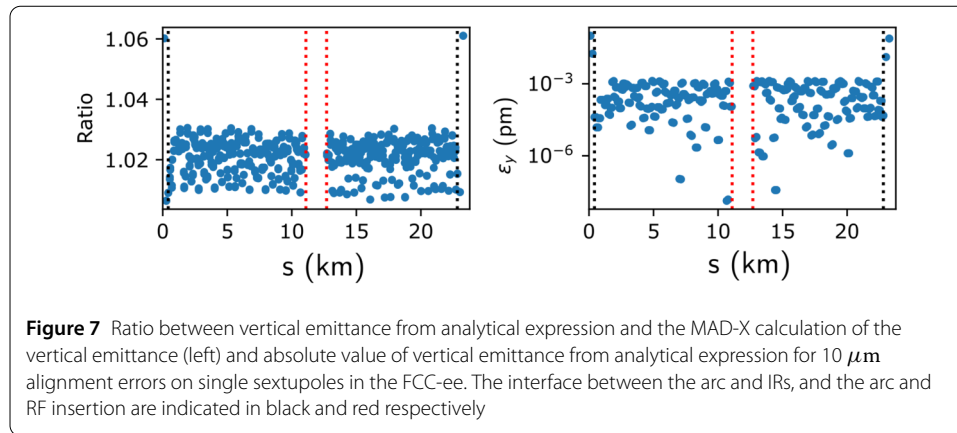 1.06
1.04
1.02
Ratio
0 5 10 15 20
s (km)
10⁻³
10⁻⁶
εᵧ (pm)
0 5 10 15 20
s (km)
Figure 7 Ratio between vertical emittance from analytical expression and the MAD-X calculation of the
vertical emittance (left) and absolute value of vertical emittance from analytical expression for 10 μm
alignment errors on single sextupoles in the FCC-ee. The interface between the arc and IRs, and the arc and
RF insertion are indicated in black and red respectively